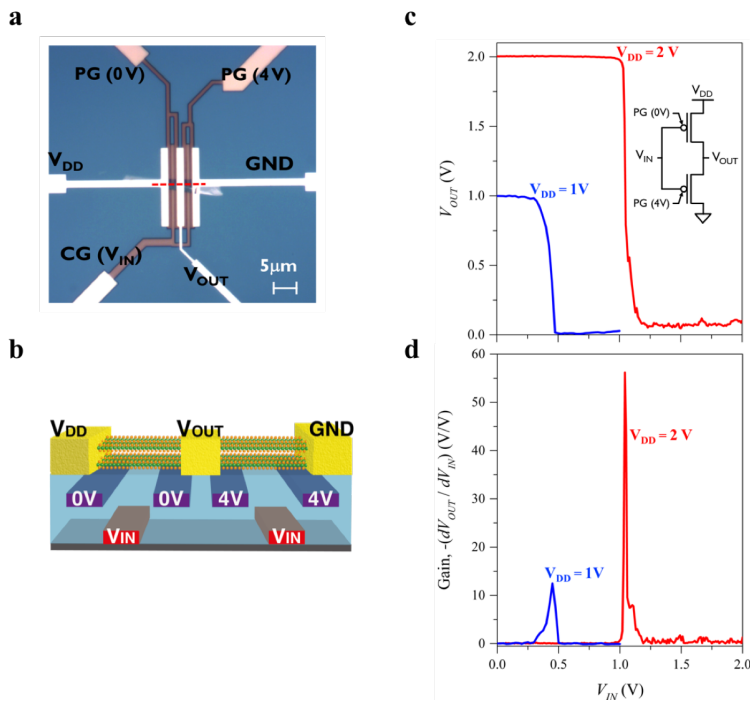 a
PG (0V)
PG (4V)
VDD
GND
CG (VIN)
VOUT
5μm
b
VDD
VOUT
GND
0V
0V
4V
4V
VIN
VIN
c
2.0
1.5
1.0
0.5
0.0
VOUT (V)
VDD = 2 V
VDD = 1V
VDD
PG (0V)
VIN
VOUT
PG (4V)
d
60
50
40
30
20
10
0
Gain, -(dVOUT / dVIN) (V/V)
VDD = 2 V
VDD = 1V
0.0
0.5
1.0
1.5
2.0
VIN (V)